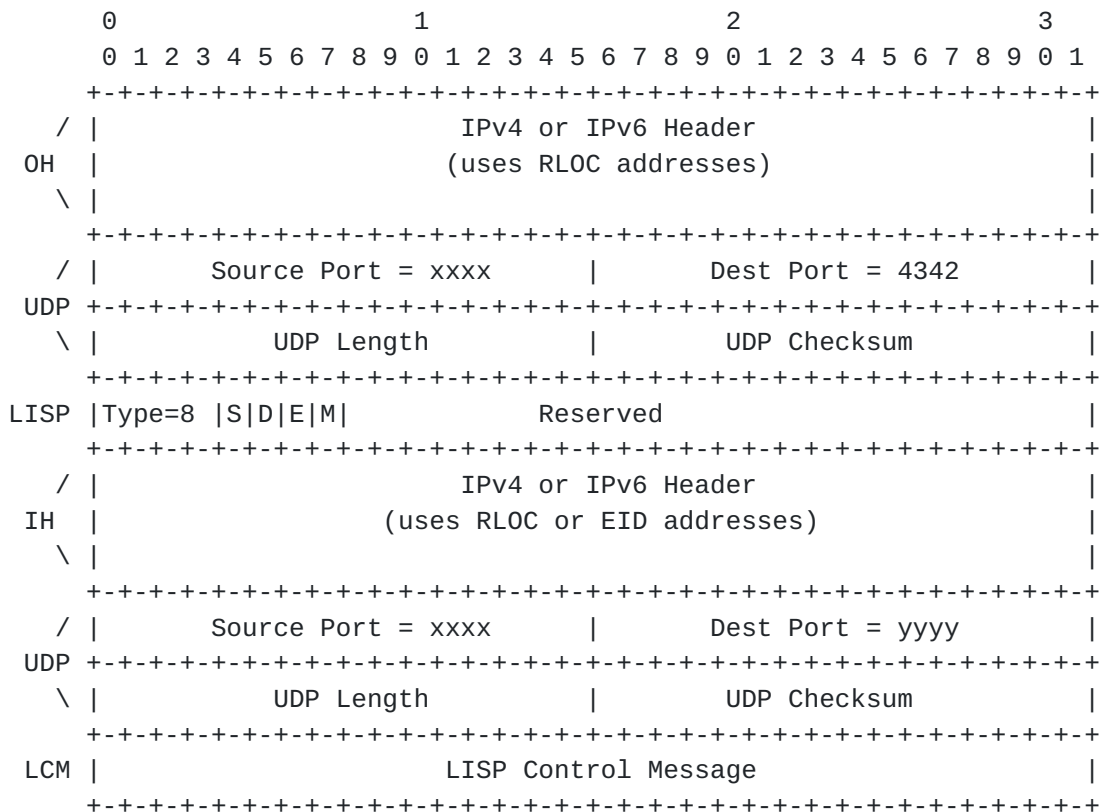 0                   1                   2                   3
       0 1 2 3 4 5 6 7 8 9 0 1 2 3 4 5 6 7 8 9 0 1 2 3 4 5 6 7 8 9 0 1
      +-+-+-+-+-+-+-+-+-+-+-+-+-+-+-+-+-+-+-+-+-+-+-+-+-+-+-+-+-+-+-+-+
    / |                       IPv4 or IPv6 Header                     |
  OH  |                      (uses RLOC addresses)                    |
    \ |                                                               |
      +-+-+-+-+-+-+-+-+-+-+-+-+-+-+-+-+-+-+-+-+-+-+-+-+-+-+-+-+-+-+-+-+
    / |       Source Port = xxxx      |       Dest Port = 4342        |
  UDP +-+-+-+-+-+-+-+-+-+-+-+-+-+-+-+-+-+-+-+-+-+-+-+-+-+-+-+-+-+-+-+-+
    \ |           UDP Length          |        UDP Checksum           |
      +-+-+-+-+-+-+-+-+-+-+-+-+-+-+-+-+-+-+-+-+-+-+-+-+-+-+-+-+-+-+-+-+
 LISP |Type=8 |S|D|E|M|            Reserved                           |
      +-+-+-+-+-+-+-+-+-+-+-+-+-+-+-+-+-+-+-+-+-+-+-+-+-+-+-+-+-+-+-+-+
    / |                       IPv4 or IPv6 Header                     |
  IH  |                  (uses RLOC or EID addresses)                 |
    \ |                                                               |
      +-+-+-+-+-+-+-+-+-+-+-+-+-+-+-+-+-+-+-+-+-+-+-+-+-+-+-+-+-+-+-+-+
    / |       Source Port = xxxx      |       Dest Port = yyyy        |
  UDP +-+-+-+-+-+-+-+-+-+-+-+-+-+-+-+-+-+-+-+-+-+-+-+-+-+-+-+-+-+-+-+-+
    \ |           UDP Length          |        UDP Checksum           |
      +-+-+-+-+-+-+-+-+-+-+-+-+-+-+-+-+-+-+-+-+-+-+-+-+-+-+-+-+-+-+-+-+
  LCM |                      LISP Control Message                     |
      +-+-+-+-+-+-+-+-+-+-+-+-+-+-+-+-+-+-+-+-+-+-+-+-+-+-+-+-+-+-+-+-+